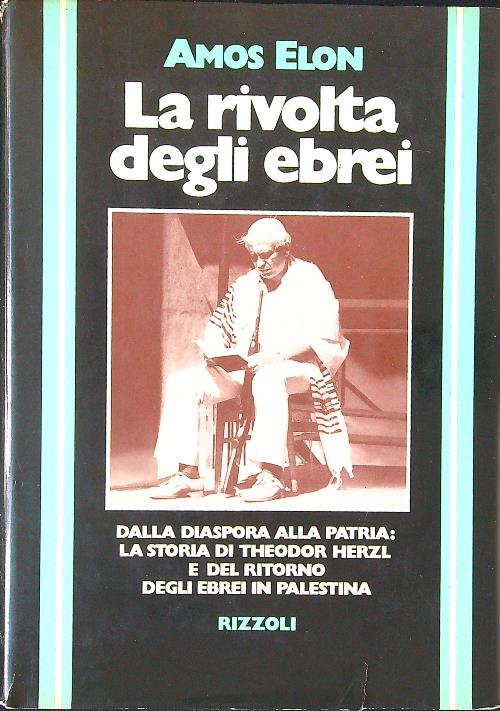 AMOS ELON
La rivolta
degli ebrei
DALLA DIASPORA ALLA PATRIA:
LA STORIA DI THEODOR HERZL
E DEL RITORNO
DEGLI EBREI IN PALESTINA
RIZZOLI